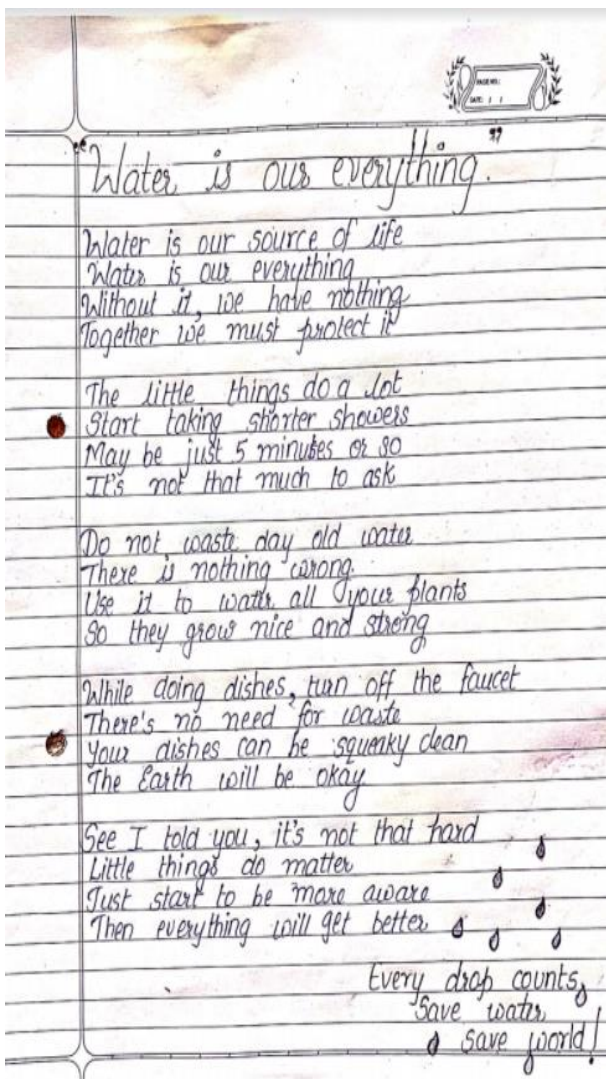 PAGE NO.:
DATE: / /
"Water is our everything."
Water is our source of life
Water is our everything
Without it, we have nothing
Together we must protect it
The little things do a lot
Start taking shorter showers
May be just 5 minutes or so
It's not that much to ask
Do not waste day old water
There is nothing wrong.
Use it to water all your plants
So they grow nice and strong
While doing dishes, turn off the faucet
There's no need for waste
Your dishes can be squeaky clean
The Earth will be okay
See I told you, it's not that hard
Little things do matter
Just start to be more aware
Then everything will get better
Every drop counts,
Save water
Save world!